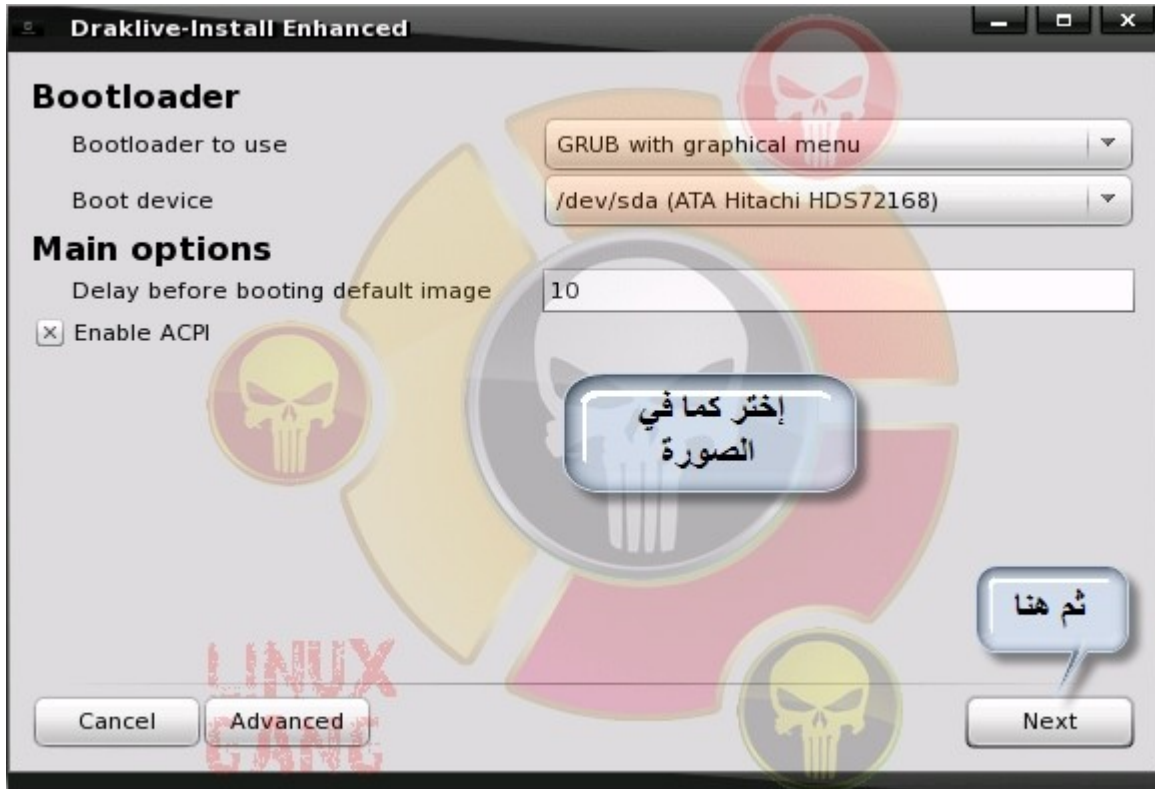 Draklive-Install Enhanced
Bootloader
Bootloader to use
GRUB with graphical menu
Boot device
/dev/sda (ATA Hitachi HDS72168)
Main options
Delay before booting default image
10
Enable ACPI
إختر كما في
الصورة
ثم هنا
LINUX
GANG
Cancel
Advanced
Next